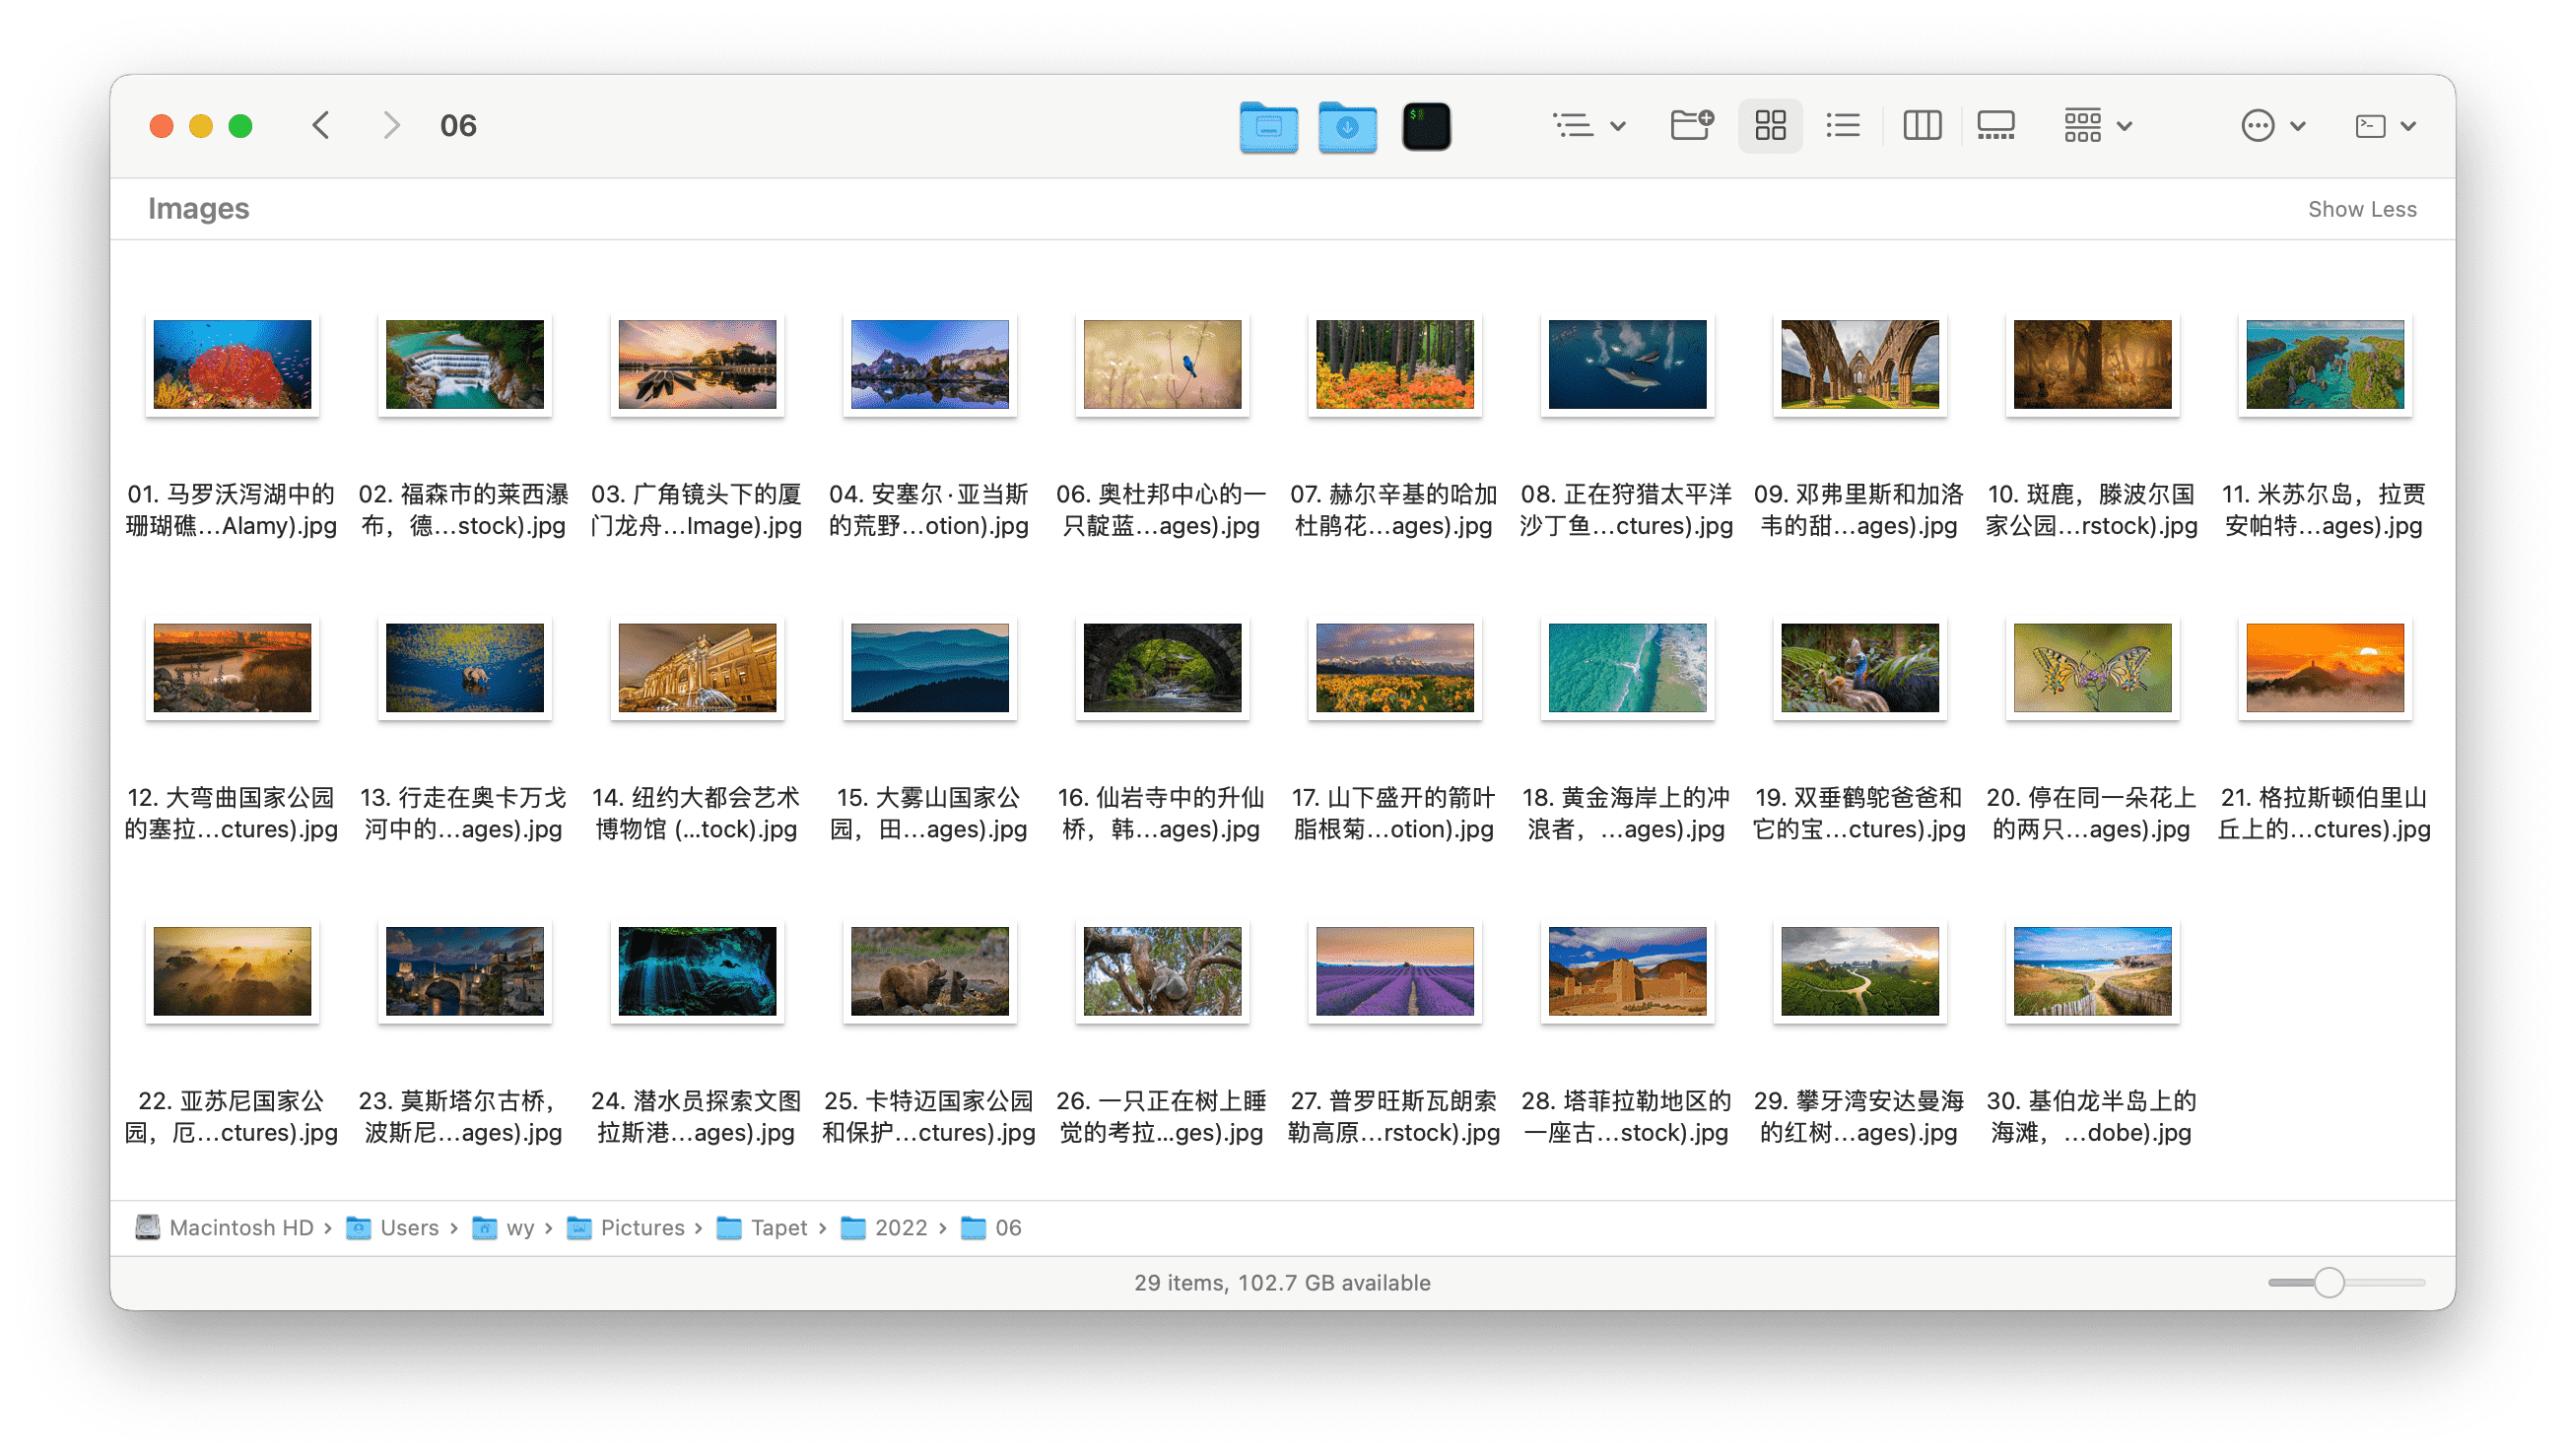 06
Images
Show Less
01. 马罗沃泻湖中的
珊瑚礁...Alamy).jpg
02. 福森市的莱西瀑
布，德...stock).jpg
03. 广角镜头下的厦
门龙舟...Image).jpg
04. 安塞尔·亚当斯
的荒野...otion).jpg
06. 奥杜邦中心的一
只靛蓝...ages).jpg
07. 赫尔辛基的哈加
杜鹃花...ages).jpg
08. 正在狩猎太平洋
沙丁鱼...ctures).jpg
09. 邓弗里斯和加洛
韦的甜...ages).jpg
10. 斑鹿，滕波尔国
家公园...rstock).jpg
11. 米苏尔岛，拉贾
安帕特...ages).jpg
12. 大弯曲国家公园
的塞拉...ctures).jpg
13. 行走在奥卡万戈
河中的...ages).jpg
14. 纽约大都会艺术
博物馆 (...tock).jpg
15. 大雾山国家公
园，田...ages).jpg
16. 仙岩寺中的升仙
桥，韩...ages).jpg
17. 山下盛开的箭叶
脂根菊...otion).jpg
18. 黄金海岸上的冲
浪者，...ages).jpg
19. 双垂鹤鸵爸爸和
它的宝...ctures).jpg
20. 停在同一朵花上
的两只...ages).jpg
21. 格拉斯顿伯里山
丘上的...ctures).jpg
22. 亚苏尼国家公
园，厄...ctures).jpg
23. 莫斯塔尔古桥，
波斯尼...ages).jpg
24. 潜水员探索文图
拉斯港...ages).jpg
25. 卡特迈国家公园
和保护...ctures).jpg
26. 一只正在树上睡
觉的考拉...ges).jpg
27. 普罗旺斯瓦朗索
勒高原...rstock).jpg
28. 塔菲拉勒地区的
一座古...stock).jpg
29. 攀牙湾安达曼海
的红树...ages).jpg
30. 基伯龙半岛上的
海滩，...dobe).jpg
Macintosh HD › Users › wy › Pictures › Tapet › 2022 › 06
29 items, 102.7 GB available